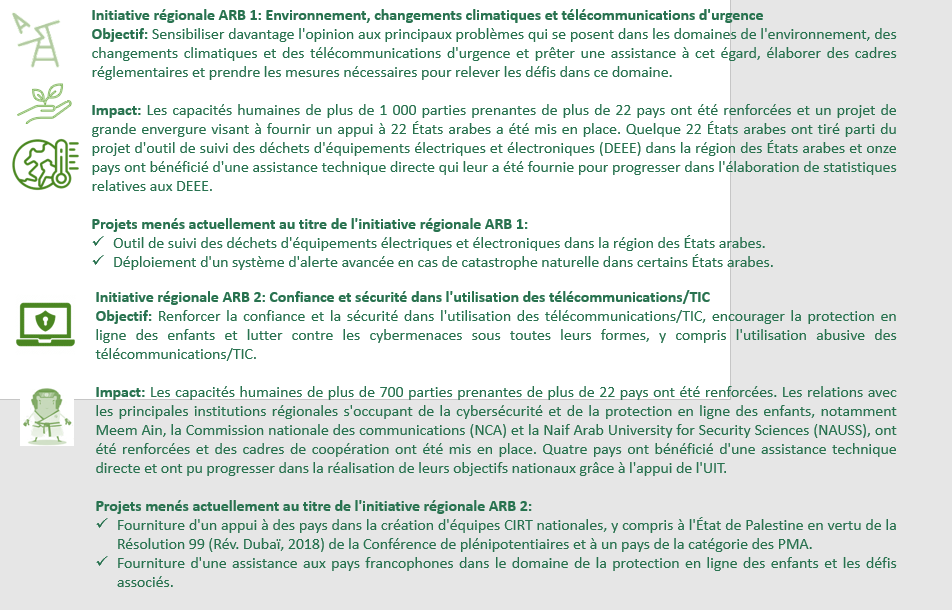 Initiative régionale ARB 1: Environnement, changements climatiques et télécommunications d'urgence
Objectif: Sensibiliser davantage l'opinion aux principaux problèmes qui se posent dans les domaines de l'environnement, des
changements climatiques et des télécommunications d'urgence et prêter une assistance à cet égard, élaborer des cadres
réglementaires et prendre les mesures nécessaires pour relever les défis dans ce domaine.
Impact: Les capacités humaines de plus de 1 000 parties prenantes de plus de 22 pays ont été renforcées et un projet de
grande envergure visant à fournir un appui à 22 États arabes a été mis en place. Quelque 22 États arabes ont tiré parti du
projet d'outil de suivi des déchets d'équipements électriques et électroniques (DEEE) dans la région des États arabes et onze
pays ont bénéficié d'une assistance technique directe qui leur a été fournie pour progresser dans l'élaboration de statistiques
relatives aux DEEE.
Projets menés actuellement au titre de l'initiative régionale ARB 1:
✓ Outil de suivi des déchets d'équipements électriques et électroniques dans la région des États arabes.
✓ Déploiement d'un système d'alerte avancée en cas de catastrophe naturelle dans certains États arabes.
Initiative régionale ARB 2: Confiance et sécurité dans l'utilisation des télécommunications/TIC
Objectif: Renforcer la confiance et la sécurité dans l'utilisation des télécommunications/TIC, encourager la protection en
ligne des enfants et lutter contre les cybermenaces sous toutes leurs formes, y compris l'utilisation abusive des
télécommunications/TIC.
Impact: Les capacités humaines de plus de 700 parties prenantes de plus de 22 pays ont été renforcées. Les relations avec
les principales institutions régionales s'occupant de la cybersécurité et de la protection en ligne des enfants, notamment
Meem Ain, la Commission nationale des communications (NCA) et la Naif Arab University for Security Sciences (NAUSS), ont
été renforcées et des cadres de coopération ont été mis en place. Quatre pays ont bénéficié d'une assistance technique
directe et ont pu progresser dans la réalisation de leurs objectifs nationaux grâce à l'appui de l'UIT.
Projets menés actuellement au titre de l'initiative régionale ARB 2:
✓ Fourniture d'un appui à des pays dans la création d'équipes CIRT nationales, y compris à l'État de Palestine en vertu de la
Résolution 99 (Rév. Dubaï, 2018) de la Conférence de plénipotentiaires et à un pays de la catégorie des PMA.
✓ Fourniture d'une assistance aux pays francophones dans le domaine de la protection en ligne des enfants et les défis
associés.